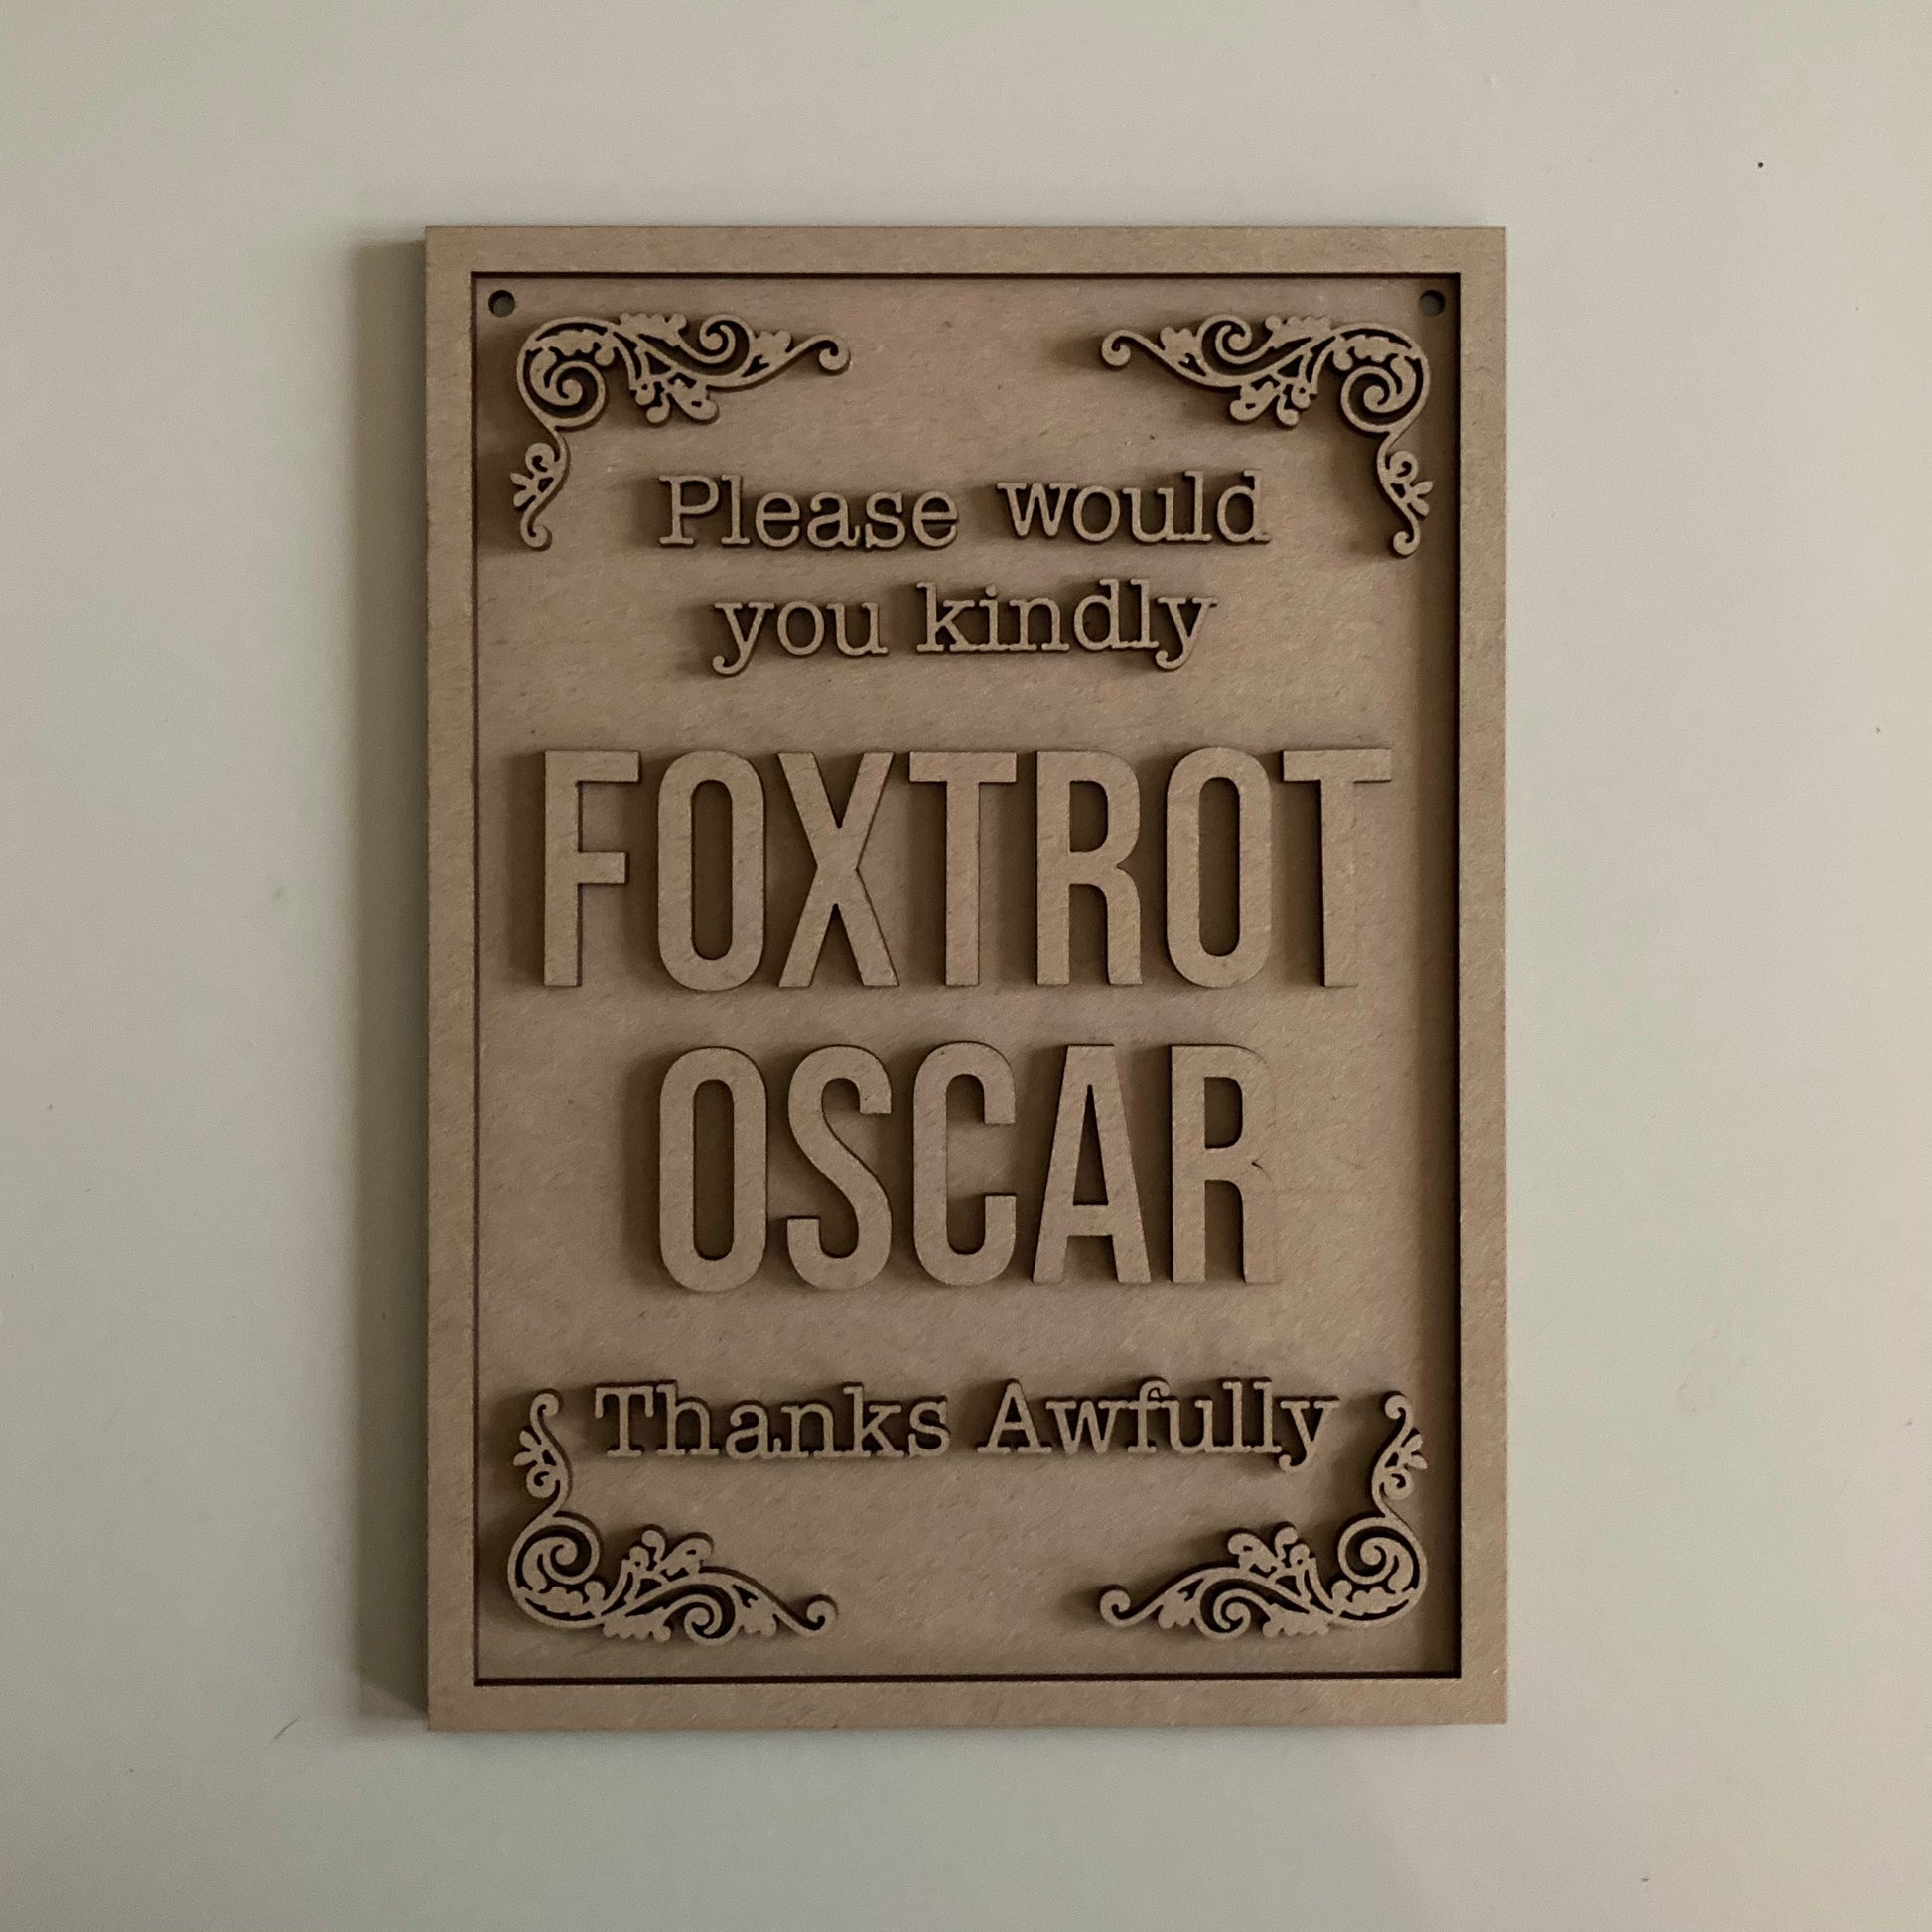 Please would
you kindly
FOXTROT
OSCAR
Thanks Awfully